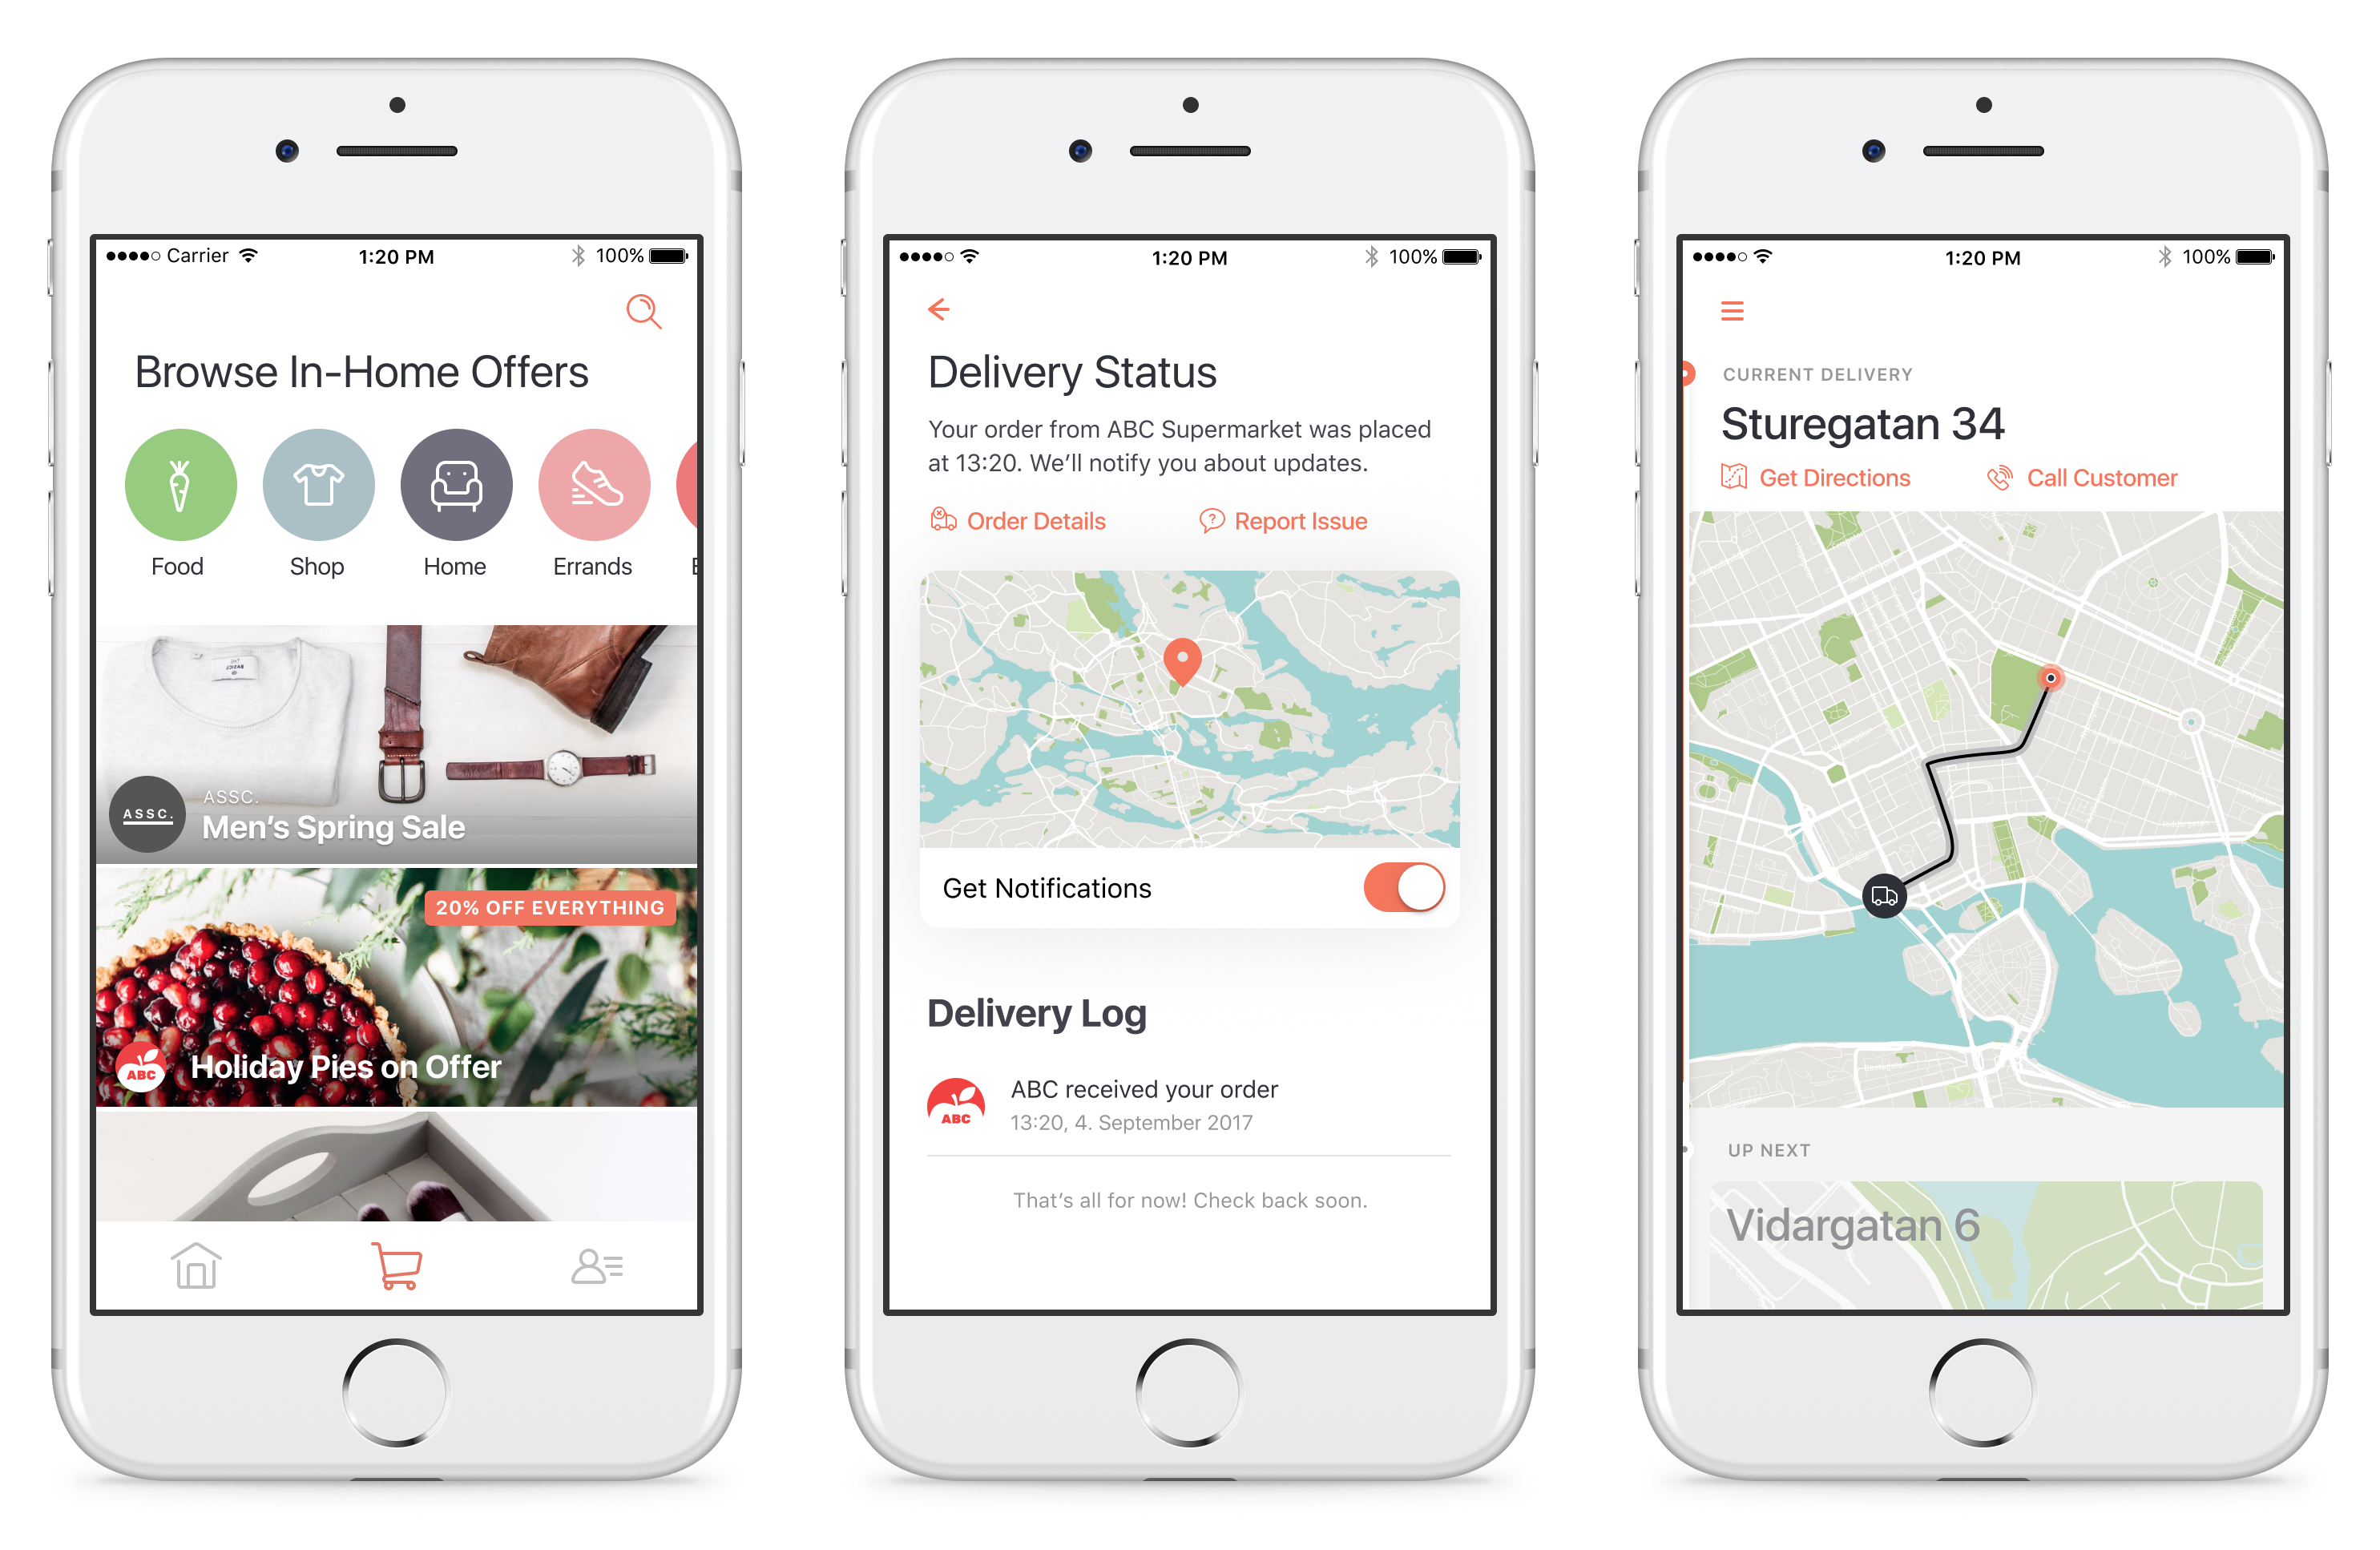 Carrier 1:20 PM 100%
Browse In-Home Offers
Food Shop Home Errands
ASSC.
ASSC.
Men's Spring Sale
20% OFF EVERYTHING
ABC
Holiday Pies on Offer
1:20 PM 100%
Delivery Status
Your order from ABC Supermarket was placed
at 13:20. We'll notify you about updates.
Order Details Report Issue
Get Notifications
Delivery Log
ABC
ABC received your order
13:20, 4. September 2017
That's all for now! Check back soon.
1:20 PM 100%
CURRENT DELIVERY
Sturegatan 34
Get Directions Call Customer
UP NEXT
Vidargatan 6